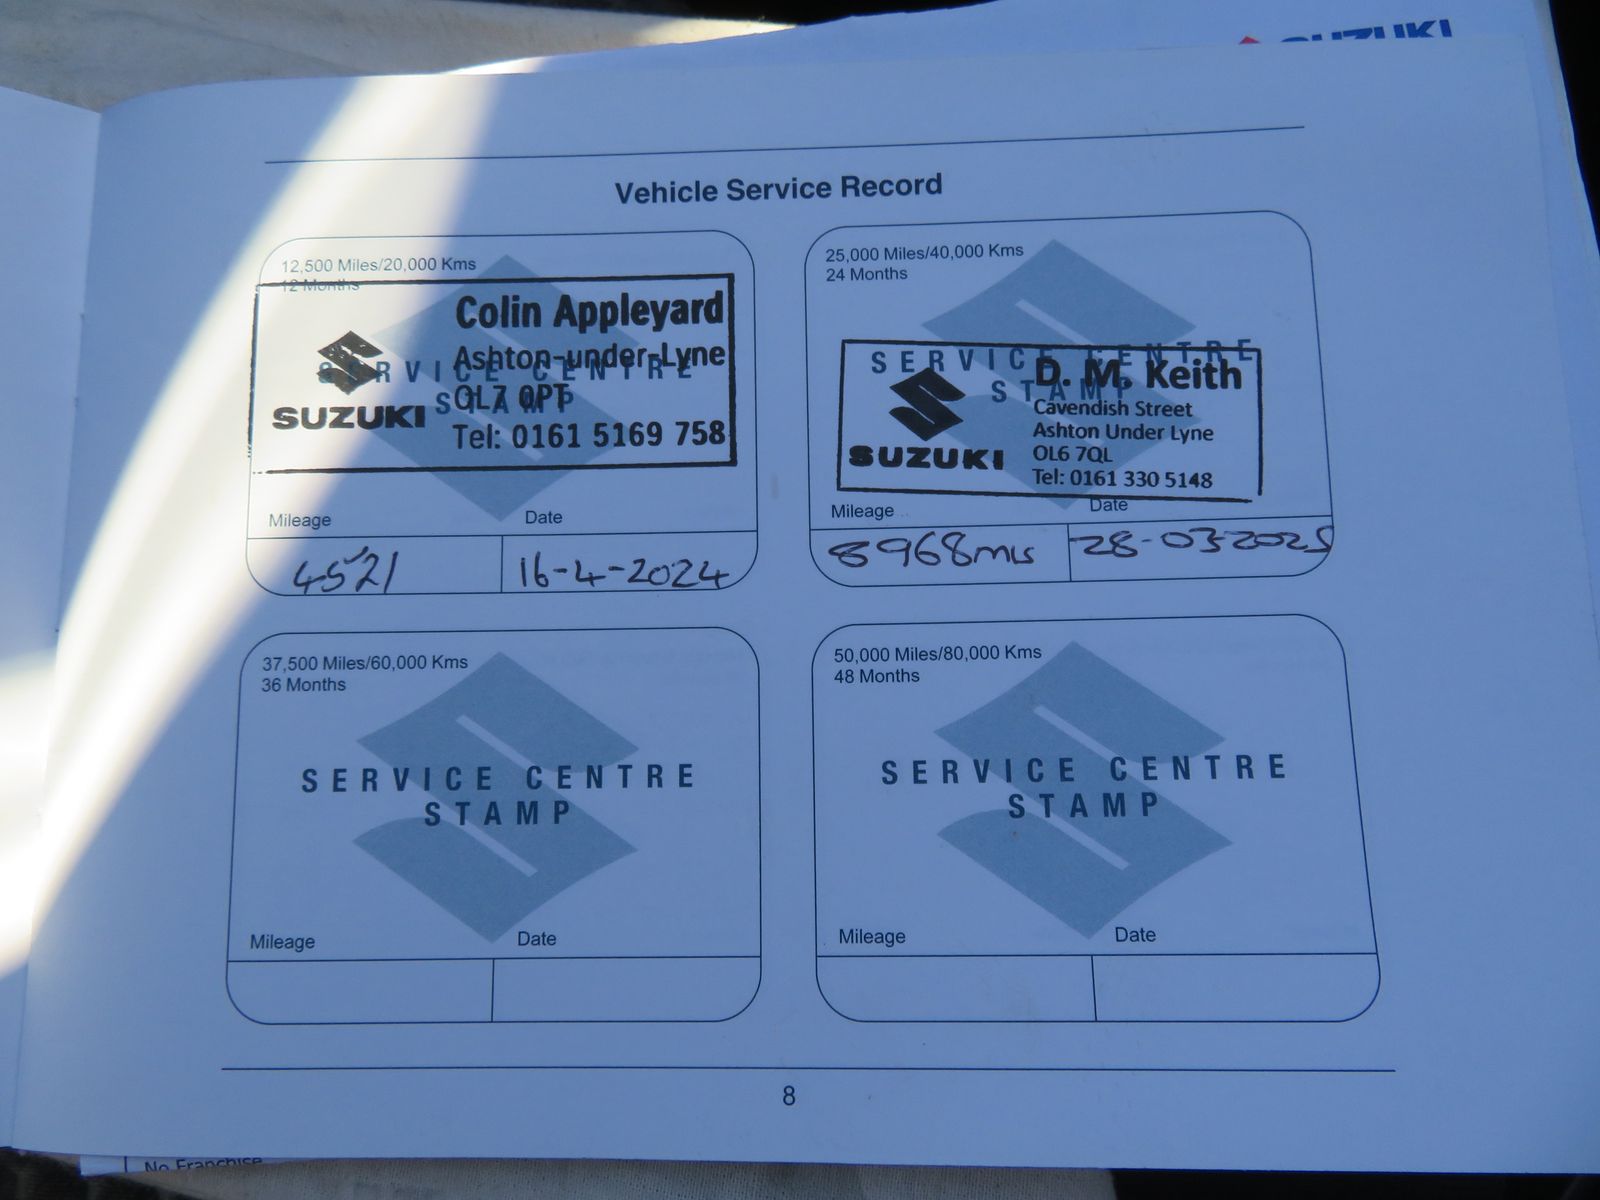 SUZUKI
Vehicle Service Record
12,500 Miles/20,000 Kms
12 Months
SERVICE CENTRE
STAMP
Colin Appleyard
Ashton-under-Lyne
OL7 0PT
Tel: 0161 5169 758
SUZUKI
Mileage Date
4521 16-4-2024
25,000 Miles/40,000 Kms
24 Months
SERVICE CENTRE
STAMP
D. M. Keith
Cavendish Street
Ashton Under Lyne
OL6 7QL
Tel: 0161 330 5148
SUZUKI
Mileage Date
8968mls 28-03-2025
37,500 Miles/60,000 Kms
36 Months
SERVICE CENTRE
STAMP
Mileage Date
50,000 Miles/80,000 Kms
48 Months
SERVICE CENTRE
STAMP
Mileage Date
8
No Franchise